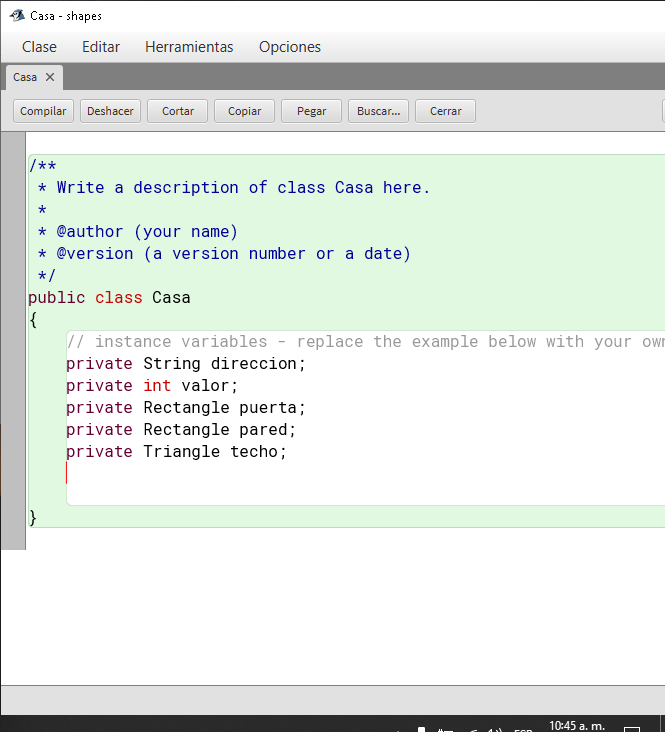 Casa - shapes
Clase Editar Herramientas Opciones
Casa
Compilar Deshacer Cortar Copiar Pegar Buscar... Cerrar
/**
* Write a description of class Casa here.
*
* @author (your name)
* @version (a version number or a date)
*/
public class Casa
{
// instance variables - replace the example below with your own
private String direccion;
private int valor;
private Rectangle puerta;
private Rectangle pared;
private Triangle techo;
}
10:45 a. m.